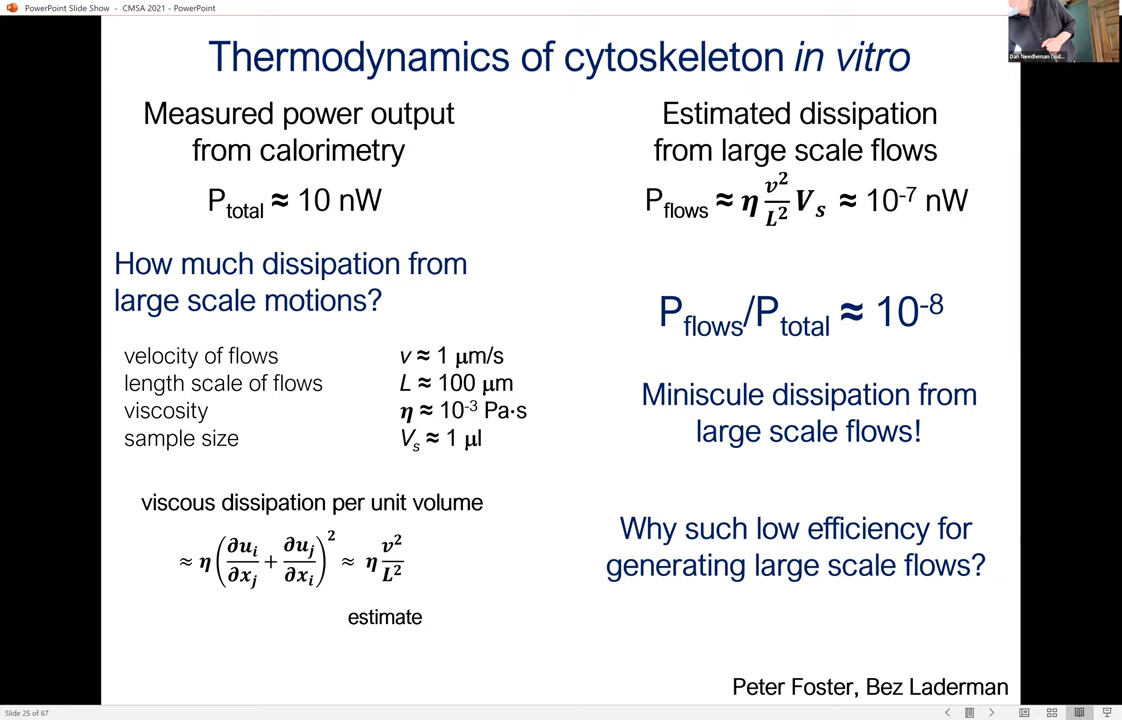 PowerPoint Slide Show - CMSA 2021 - PowerPoint
Dan Needleman
Thermodynamics of cytoskeleton in vitro
Measured power output
from calorimetry
P_total ≈ 10 nW
How much dissipation from
large scale motions?
velocity of flows v ≈ 1 μm/s
length scale of flows L ≈ 100 μm
viscosity η ≈ 10⁻³ Pa·s
sample size V_s ≈ 1 μl
viscous dissipation per unit volume
≈ η(∂u_i/∂x_j + ∂u_j/∂x_i)² ≈ η v²/L²
estimate
Estimated dissipation
from large scale flows
P_flows ≈ η v²/L² V_s ≈ 10⁻⁷ nW
P_flows/P_total ≈ 10⁻⁸
Miniscule dissipation from
large scale flows!
Why such low efficiency for
generating large scale flows?
Peter Foster, Bez Laderman
Slide 25 of 67